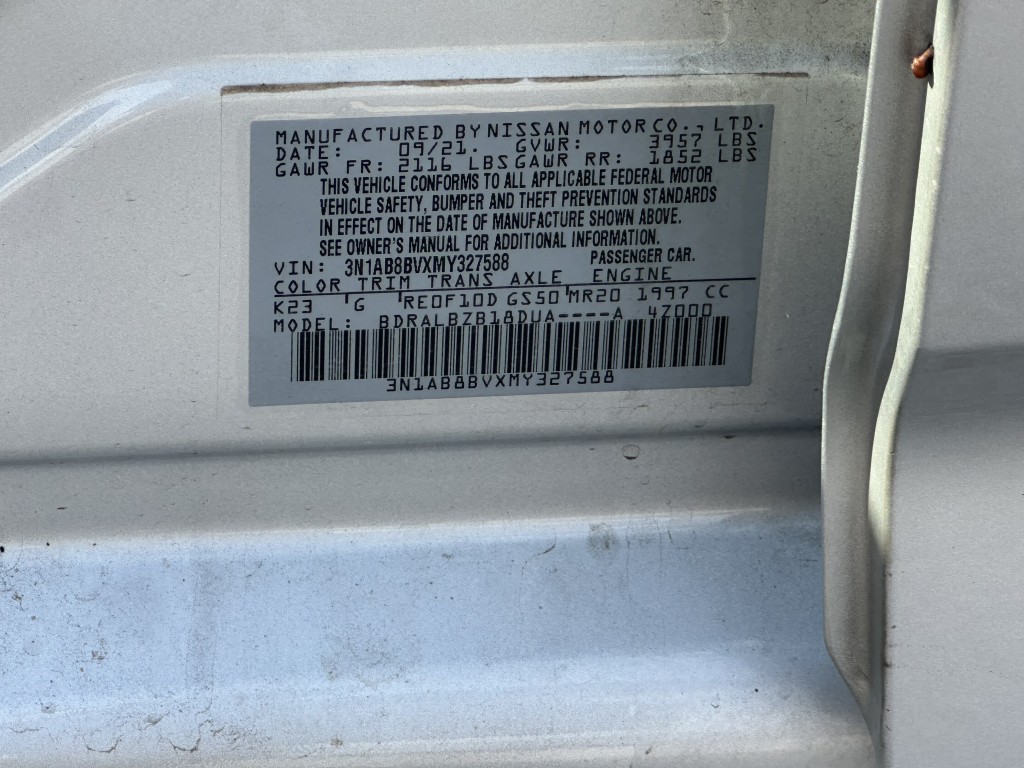 MANUFACTURED BY NISSAN MOTOR CO., LTD.
DATE: 09/21. GVWR: 3957 LBS
GAWR FR: 2116 LBS GAWR RR: 1852 LBS
THIS VEHICLE CONFORMS TO ALL APPLICABLE FEDERAL MOTOR
VEHICLE SAFETY, BUMPER AND THEFT PREVENTION STANDARDS
IN EFFECT ON THE DATE OF MANUFACTURE SHOWN ABOVE.
SEE OWNER'S MANUAL FOR ADDITIONAL INFORMATION.
VIN: 3N1AB8BVXMY327588 PASSENGER CAR.
COLOR TRIM TRANS AXLE ENGINE
K23 G RE0F10D GS50 MR20 1997 CC
MODEL: BDRALBZB18DUA----A 4Z000
3N1AB8BVXMY327588